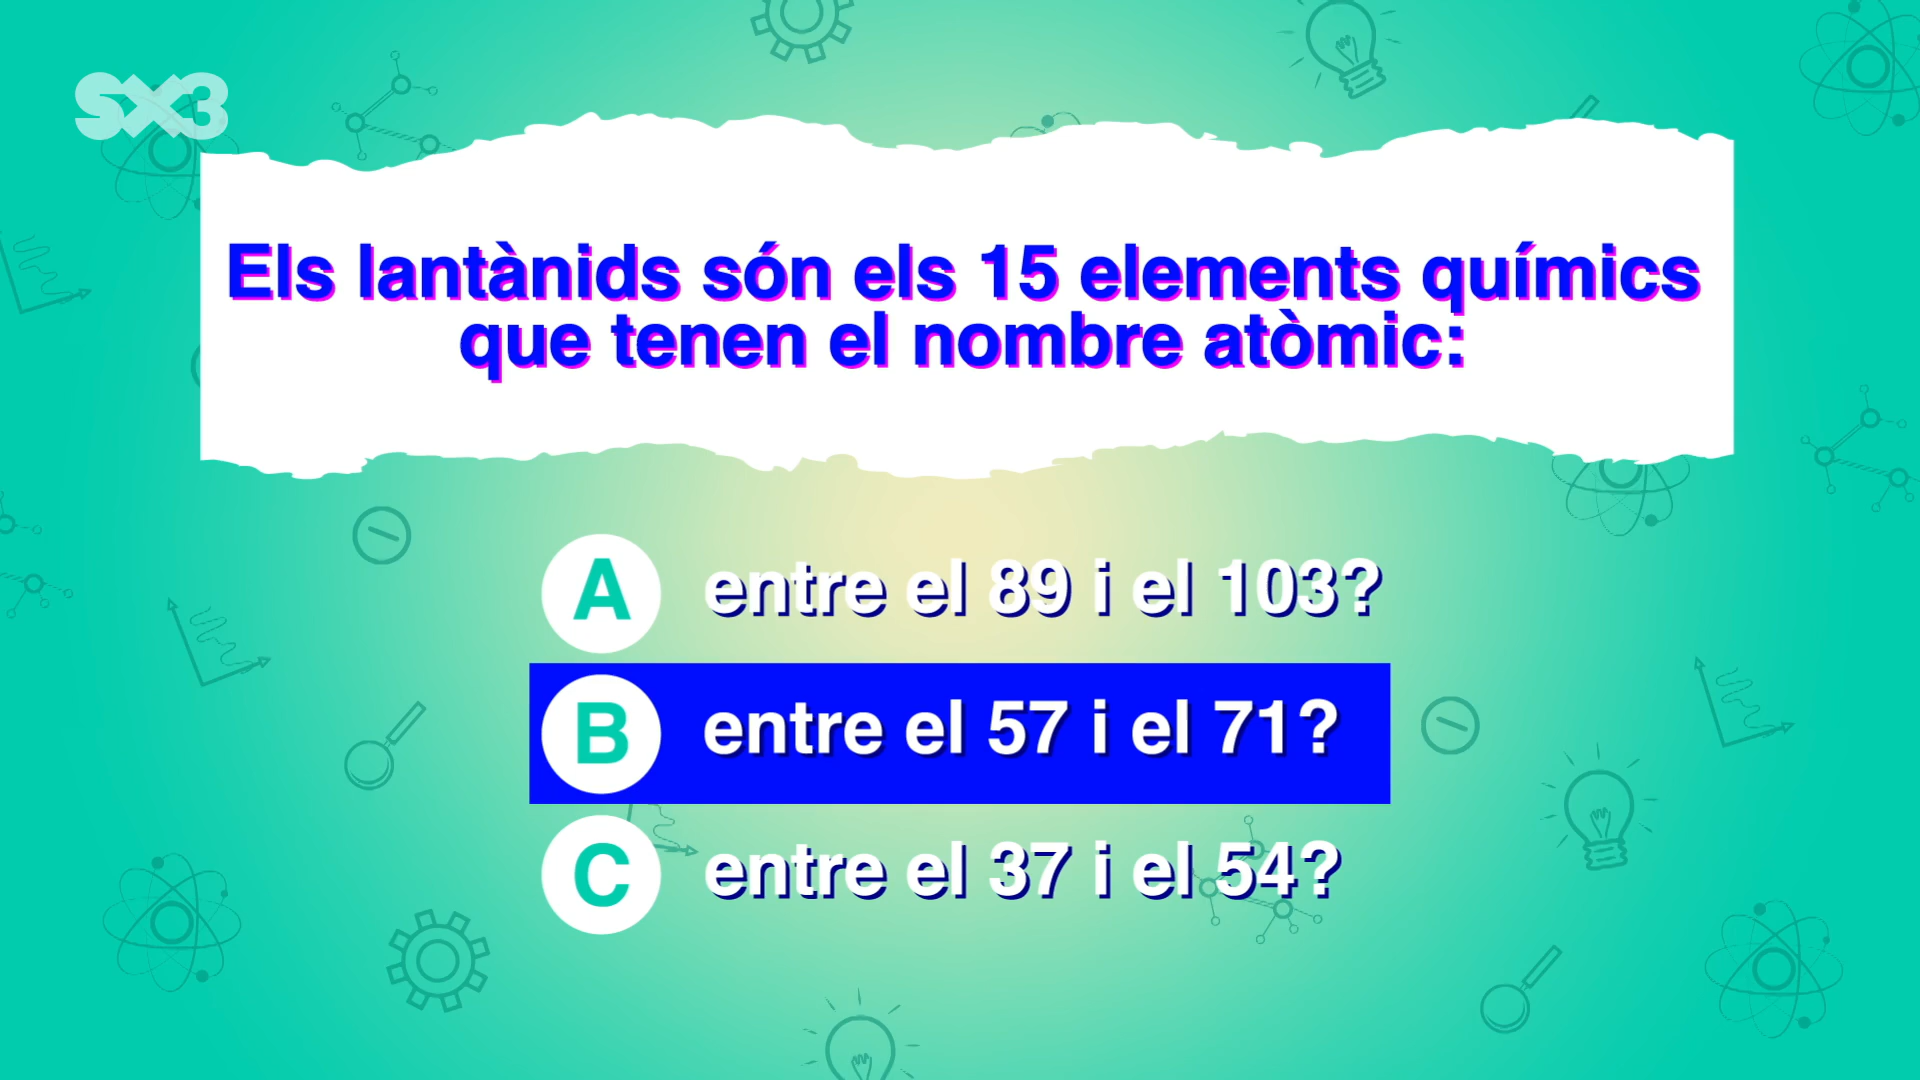 SX3
Els lantànids són els 15 elements químics
que tenen el nombre atòmic:
A entre el 89 i el 103?
B entre el 57 i el 71?
C entre el 37 i el 54?